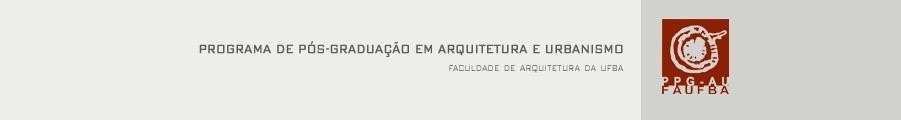 PROGRAMA DE PÓS-GRADUAÇÃO EM ARQUITETURA E URBANISMO
FACULDADE DE ARQUITETURA DA UFBA
PPG-AU
FAUFBA